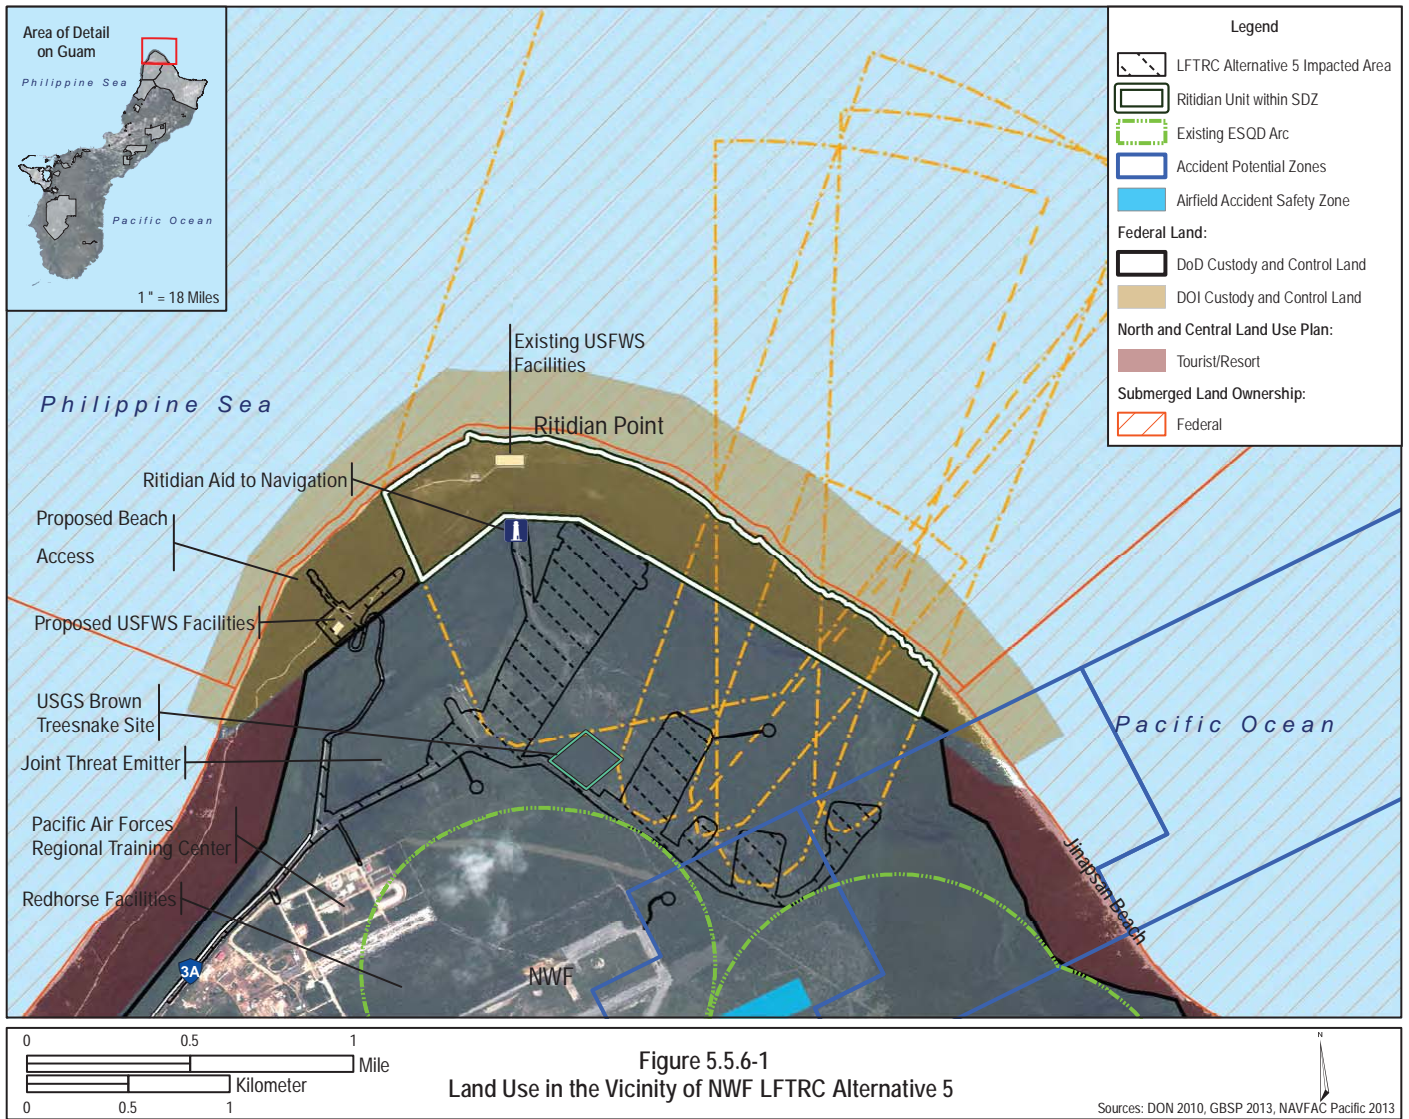 Area of Detail
on Guam
Philippine Sea
Pacific Ocean
1 " = 18 Miles
Legend
LFTRC Alternative 5 Impacted Area
Ritidian Unit within SDZ
Existing ESQD Arc
Accident Potential Zones
Airfield Accident Safety Zone
Federal Land:
DoD Custody and Control Land
DOI Custody and Control Land
North and Central Land Use Plan:
Tourist/Resort
Submerged Land Ownership:
Federal
Existing USFWS
Facilities
Philippine Sea
Ritidian Point
Ritidian Aid to Navigation
Proposed Beach
Access
Proposed USFWS Facilities
USGS Brown
Treesnake Site
Joint Threat Emitter
Pacific Ocean
Pacific Air Forces
Regional Training Center
Jinapsan Beach
Redhorse Facilities
3A
NWF
0 0.5 1
Mile
Kilometer
0 0.5 1
Figure 5.5.6-1
Land Use in the Vicinity of NWF LFTRC Alternative 5
N
Sources: DON 2010, GBSP 2013, NAVFAC Pacific 2013